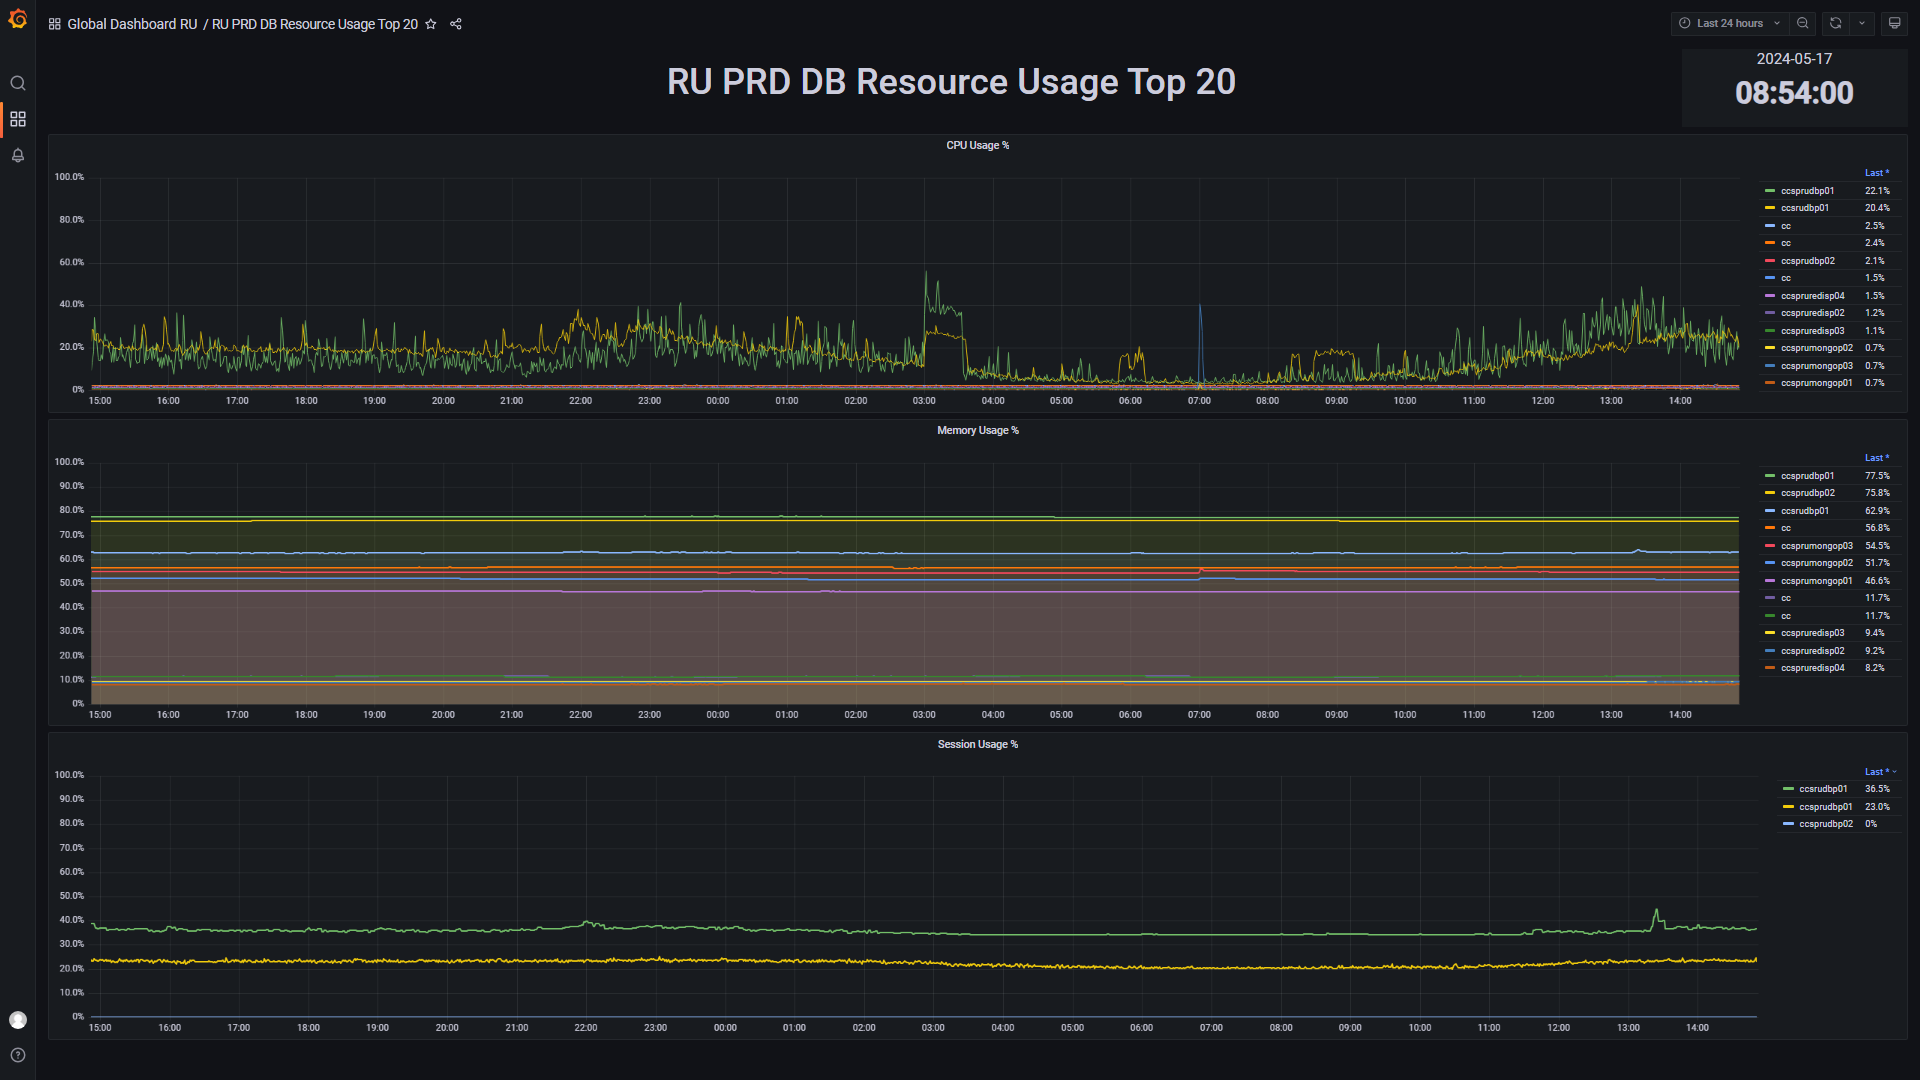 Global Dashboard RU / RU PRD DB Resource Usage Top 20
Last 24 hours
RU PRD DB Resource Usage Top 20
2024-05-17
08:54:00
CPU Usage %
100.0%
80.0%
60.0%
40.0%
20.0%
0%
15:00 16:00 17:00 18:00 19:00 20:00 21:00 22:00 23:00 00:00 01:00 02:00 03:00 04:00 05:00 06:00 07:00 08:00 09:00 10:00 11:00 12:00 13:00 14:00
Last *
ccsprudbp01 22.1%
ccsrudbp01 20.4%
cc 2.5%
cc 2.4%
ccsprudbp02 2.1%
cc 1.5%
ccspruredisp04 1.5%
ccspruredisp02 1.2%
ccspruredisp03 1.1%
ccsprumongop02 0.7%
ccsprumongop03 0.7%
ccsprumongop01 0.7%
Memory Usage %
100.0%
90.0%
80.0%
70.0%
60.0%
50.0%
40.0%
30.0%
20.0%
10.0%
0%
15:00 16:00 17:00 18:00 19:00 20:00 21:00 22:00 23:00 00:00 01:00 02:00 03:00 04:00 05:00 06:00 07:00 08:00 09:00 10:00 11:00 12:00 13:00 14:00
Last *
ccsprudbp01 77.5%
ccsprudbp02 75.8%
ccsrudbp01 62.9%
cc 56.8%
ccsprumongop03 54.5%
ccsprumongop02 51.7%
ccsprumongop01 46.6%
cc 11.7%
cc 11.7%
ccspruredisp03 9.4%
ccspruredisp02 9.2%
ccspruredisp04 8.2%
Session Usage %
100.0%
90.0%
80.0%
70.0%
60.0%
50.0%
40.0%
30.0%
20.0%
10.0%
0%
15:00 16:00 17:00 18:00 19:00 20:00 21:00 22:00 23:00 00:00 01:00 02:00 03:00 04:00 05:00 06:00 07:00 08:00 09:00 10:00 11:00 12:00 13:00 14:00
Last *
ccsrudbp01 36.5%
ccsprudbp01 23.0%
ccsprudbp02 0%